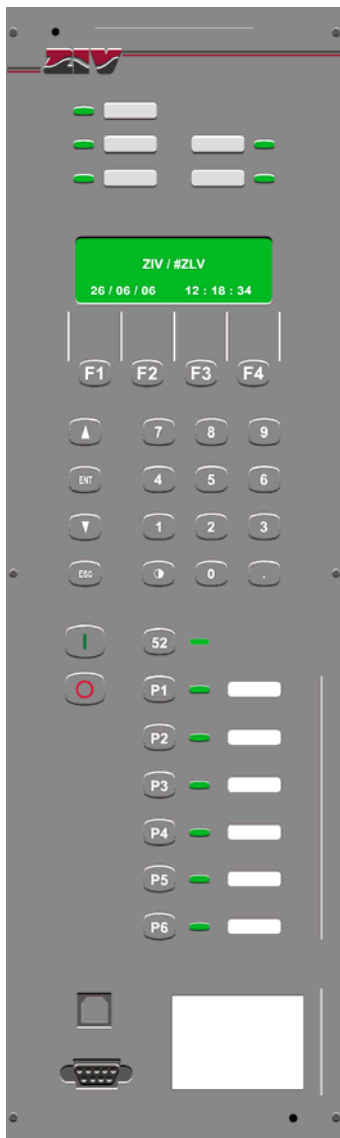 ZIV
ZIV / #ZLV
26 / 06 / 06 12 : 18 : 34
F1 F2 F3 F4
7 8 9
ENT 4 5 6
1 2 3
ESC 0 .
52
P1
P2
P3
P4
P5
P6